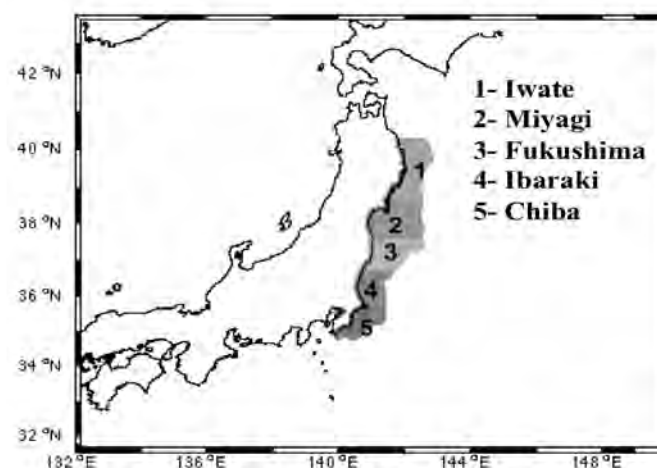 42 °N
40 °N
38 °N
36 °N
34 °N
32 °N
132 °E
136 °E
140 °E
144 °E
148 °E
1- Iwate
2- Miyagi
3- Fukushima
4- Ibaraki
5- Chiba
1
2
3
4
5